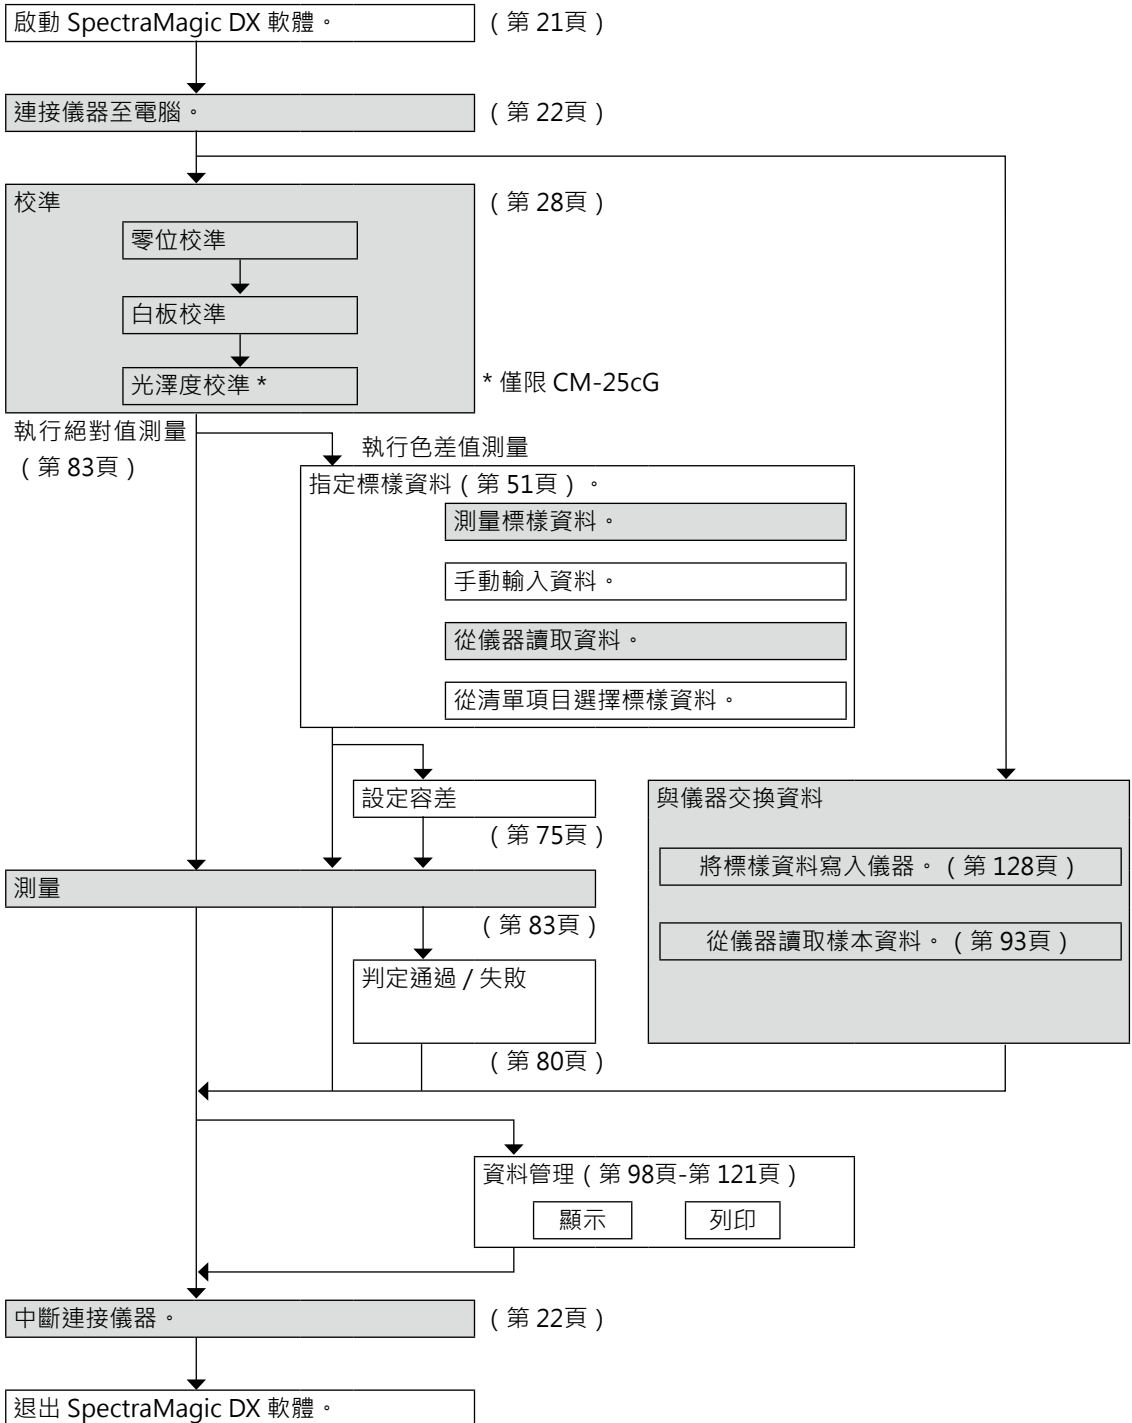 啟動 SpectraMagic DX 軟體。
( 第 21頁 )
連接儀器至電腦。
( 第 22頁 )
校準
( 第 28頁 )
零位校準
白板校準
光澤度校準 *
* 僅限 CM-25cG
執行絕對值測量
( 第 83頁 )
執行色差值測量
指定標樣資料 ( 第 51頁 ) 。
測量標樣資料。
手動輸入資料。
從儀器讀取資料。
從清單項目選擇標樣資料。
設定容差
( 第 75頁 )
與儀器交換資料
將標樣資料寫入儀器。 ( 第 128頁 )
從儀器讀取樣本資料。 ( 第 93頁 )
測量
( 第 83頁 )
判定通過 / 失敗
( 第 80頁 )
資料管理 ( 第 98頁-第 121頁 )
顯示
列印
中斷連接儀器。
( 第 22頁 )
退出 SpectraMagic DX 軟體。